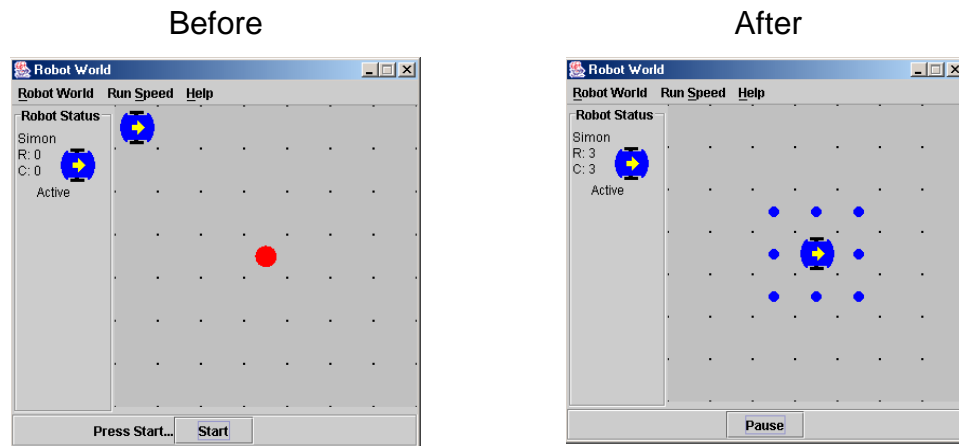 Before
Robot World
Robot World Run Speed Help
Robot Status
Simon
R: 0
C: 0
Active
Press Start... Start
After
Robot World
Robot World Run Speed Help
Robot Status
Simon
R: 3
C: 3
Active
Pause